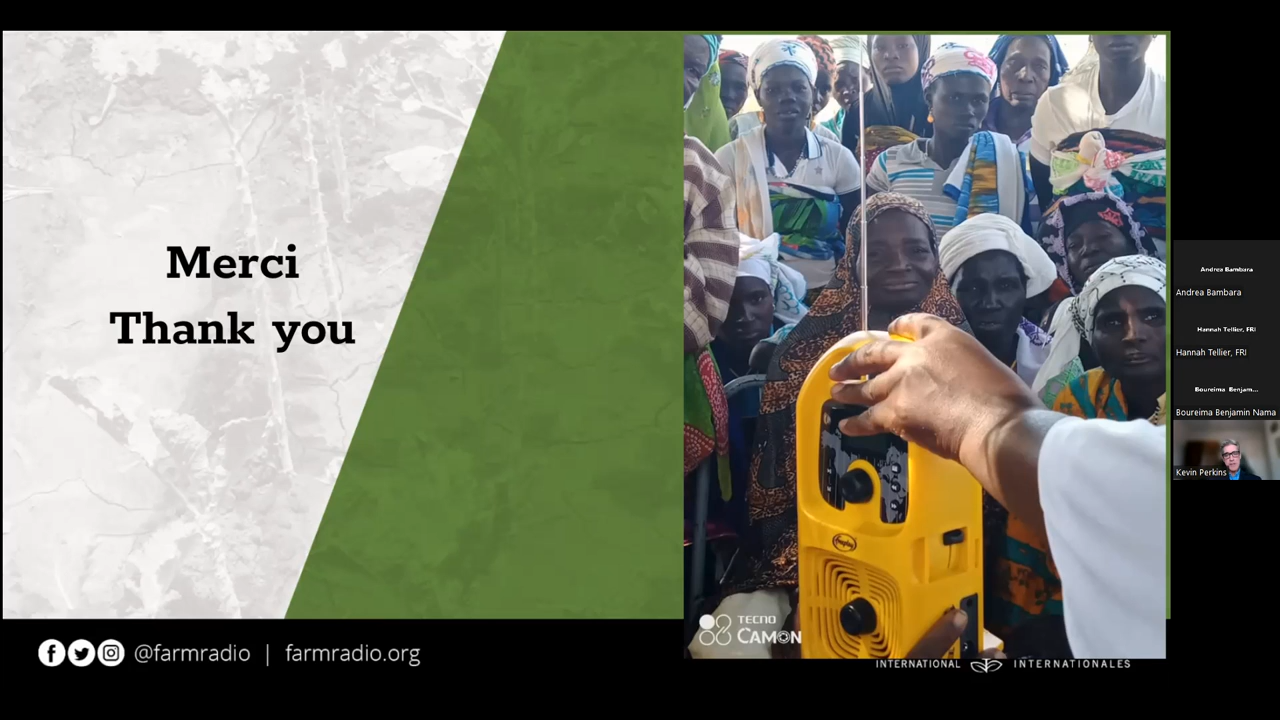 Merci
Thank you
@farmradio | farmradio.org
TECNO
CAMON
INTERNATIONAL INTERNATIONALES
Andrea Bambara
Andrea Bambara
Hannah Tellier, FRI
Hannah Tellier, FRI
Boureima Benjam...
Boureima Benjamin Nama
Kevin Perkins